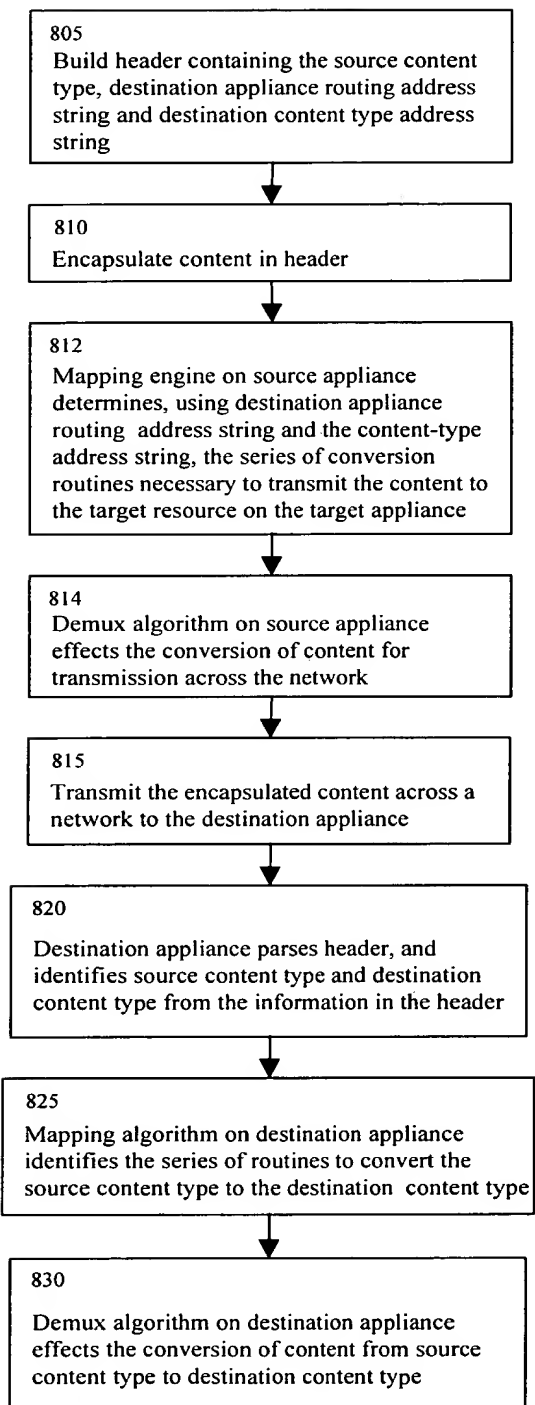 805
Build header containing the source content
type, destination appliance routing address
string and destination content type address
string
810
Encapsulate content in header
812
Mapping engine on source appliance
determines, using destination appliance
routing address string and the content-type
address string, the series of conversion
routines necessary to transmit the content to
the target resource on the target appliance
814
Demux algorithm on source appliance
effects the conversion of content for
transmission across the network
815
Transmit the encapsulated content across a
network to the destination appliance
820
Destination appliance parses header, and
identifies source content type and destination
content type from the information in the header
825
Mapping algorithm on destination appliance
identifies the series of routines to convert the
source content type to the destination content type
830
Demux algorithm on destination appliance
effects the conversion of content from source
content type to destination content type